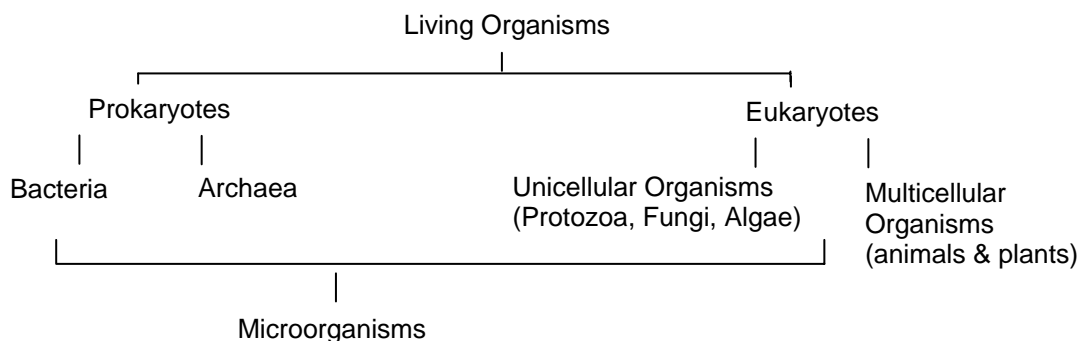 Living Organisms
Prokaryotes
Eukaryotes
Bacteria
Archaea
Unicellular Organisms
(Protozoa, Fungi, Algae)
Multicellular
Organisms
(animals & plants)
Microorganisms